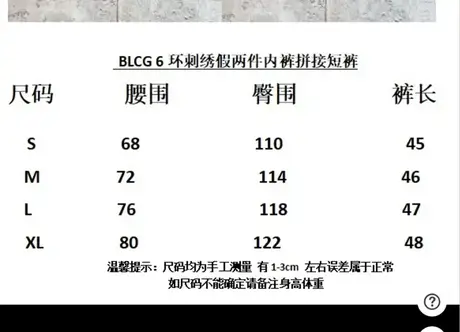 BLCG 6 环刺绣假两件内裤拼接短裤
尺码 腰围 臀围 裤长
S 68 110 45
M 72 114 46
L 76 118 47
XL 80 122 48
温馨提示：尺码均为手工测量 有1-3cm 左右误差属于正常
如尺码不能确定请备注身高体重